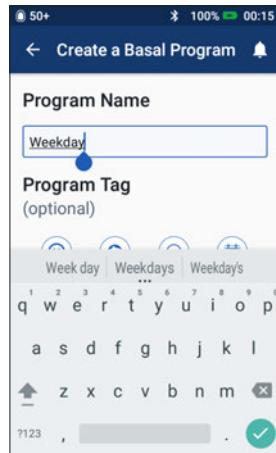 50+ 100% 00:15
Create a Basal Program
Program Name
Weekday
Program Tag
(optional)
Week day Weekdays Weekday's
1 2 3 4 5 6 7 8 9 0
q w e r t y u i o p
a s d f g h j k l
z x c v b n m
?123 , .